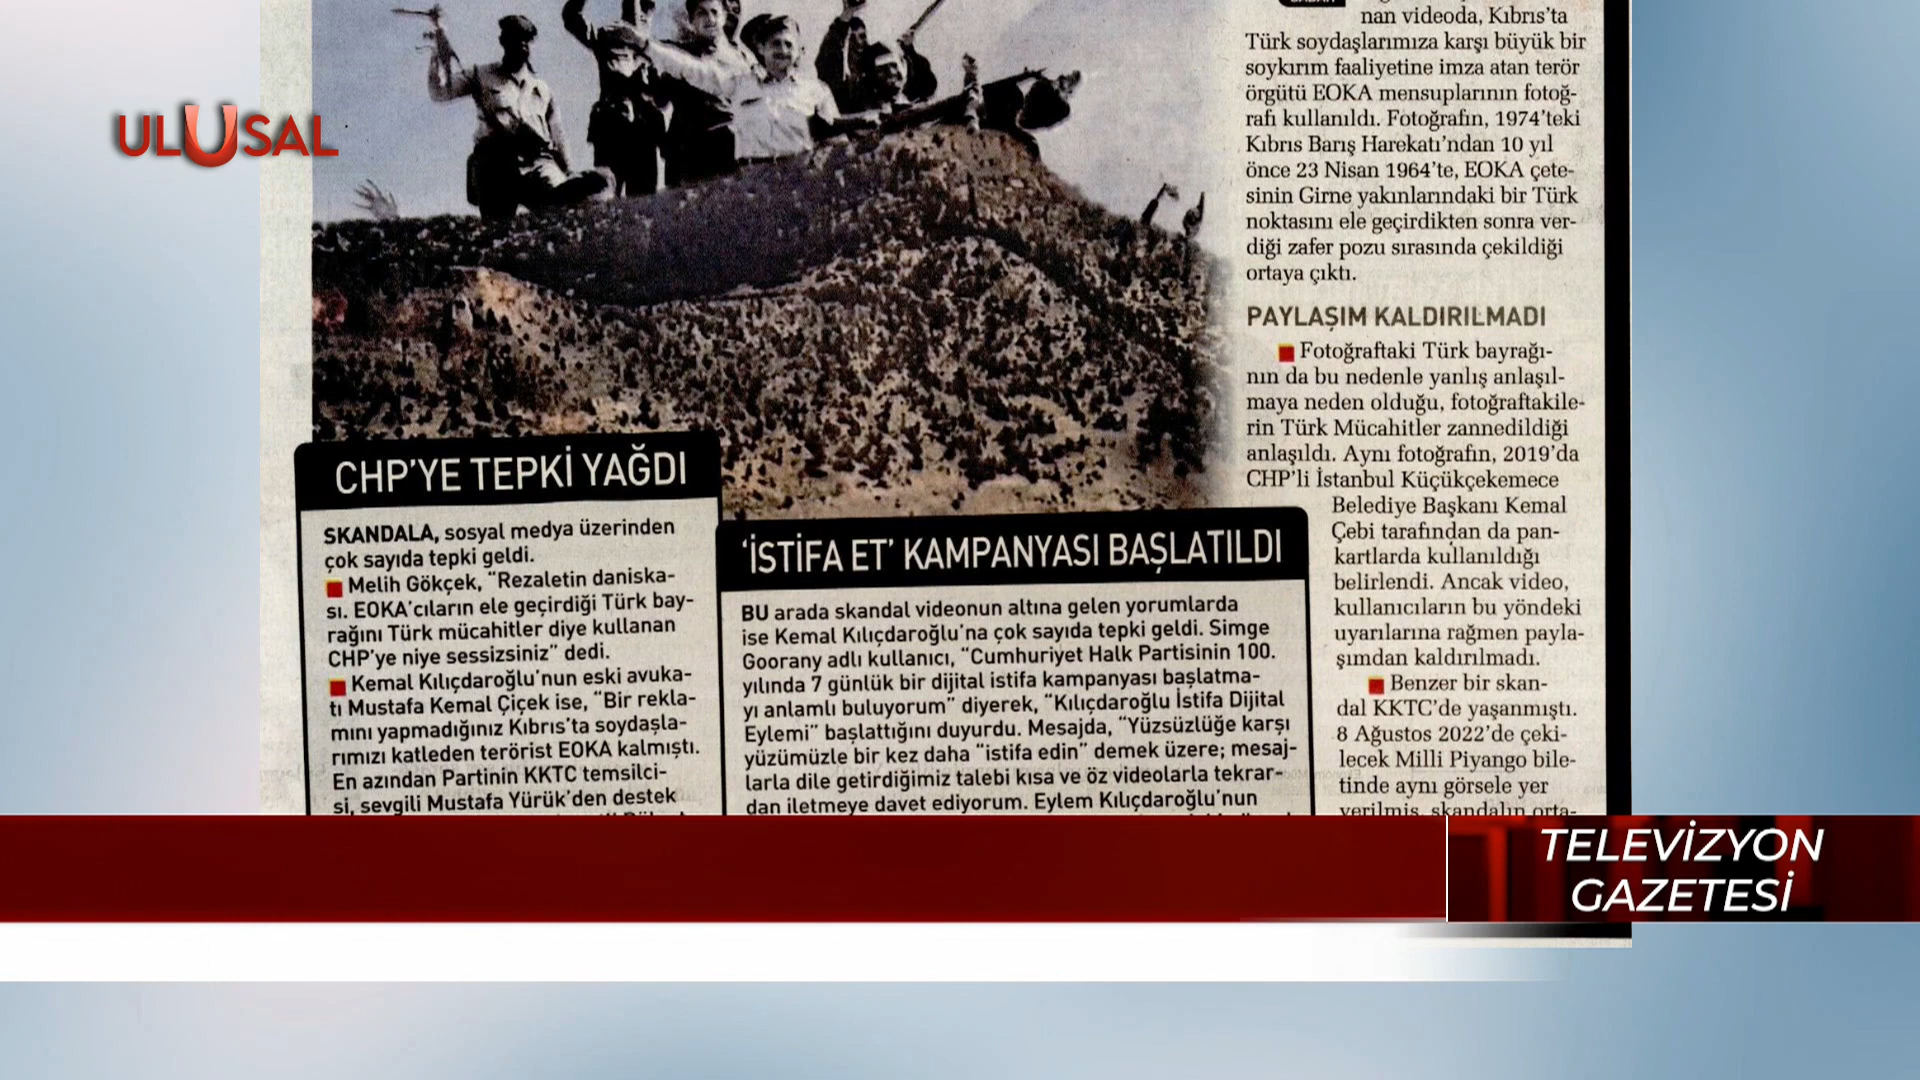 ULUSAL
nan videoda, Kıbrıs'ta
Türk soydaşlarımıza karşı büyük bir
soykırım faaliyetine imza atan terör
örgütü EOKA mensuplarının fotoğ-
rafı kullanıldı. Fotoğrafın, 1974'teki
Kıbrıs Barış Harekatı'ndan 10 yıl
önce 23 Nisan 1964'te, EOKA çete-
sinin Girne yakınlarındaki bir Türk
noktasını ele geçirdikten sonra ver-
diği zafer pozu sırasında çekildiği
ortaya çıktı.
PAYLAŞIM KALDIRILMADI
Fotoğraftaki Türk bayrağı-
nın da bu nedenle yanlış anlaşıl-
maya neden olduğu, fotoğraftakile-
rin Türk Mücahitler zannedildiği
anlaşıldı. Aynı fotoğrafın, 2019'da
CHP'li İstanbul Küçükçekemece
Belediye Başkanı Kemal
Çebi tarafından da pan-
kartlarda kullanıldığı
belirlendi. Ancak video,
kullanıcıların bu yöndeki
uyarılarına rağmen payla-
şımdan kaldırılmadı.
Benzer bir skan-
dal KKTC'de yaşanmıştı.
8 Ağustos 2022'de çeki-
lecek Milli Piyango bile-
tinde aynı görsele yer
verilmiş, skandalın orta-
CHP'YE TEPKİ YAĞDI
SKANDALA, sosyal medya üzerinden
çok sayıda tepki geldi.
Melih Gökçek, "Rezaletin daniska-
sı. EOKA'cıların ele geçirdiği Türk bay-
rağını Türk mücahitler diye kullanan
CHP'ye niye sessizsiniz" dedi.
Kemal Kılıçdaroğlu'nun eski avuka-
tı Mustafa Kemal Çiçek ise, "Bir rekla-
mını yapmadığınız Kıbrıs'ta soydaşla-
rımızı katleden terörist EOKA kalmıştı.
En azından Partinin KKTC temsilci-
si, sevgili Mustafa Yürük'den destek
'İSTİFA ET' KAMPANYASI BAŞLATILDI
BU arada skandal videonun altına gelen yorumlarda
ise Kemal Kılıçdaroğlu'na çok sayıda tepki geldi. Simge
Goorany adlı kullanıcı, "Cumhuriyet Halk Partisinin 100.
yılında 7 günlük bir dijital istifa kampanyası başlatma-
yı anlamlı buluyorum" diyerek, "Kılıçdaroğlu İstifa Dijital
Eylemi" başlattığını duyurdu. Mesajda, "Yüzsüzlüğe karşı
yüzümüzle bir kez daha "istifa edin" demek üzere; mesaj-
larla dile getirdiğimiz talebi kısa ve öz videolarla tekrar-
dan iletmeye davet ediyorum. Eylem Kılıçdaroğlu'nun
TELEVİZYON
GAZETESİ